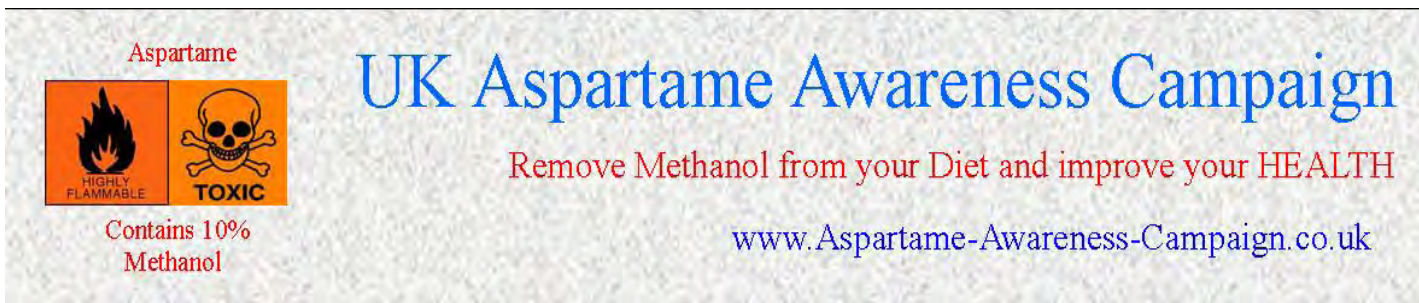 Aspartame
HIGHLY
FLAMMABLE
TOXIC
Contains 10%
Methanol
UK Aspartame Awareness Campaign
Remove Methanol from your Diet and improve your HEALTH
www.Aspartame-Awareness-Campaign.co.uk